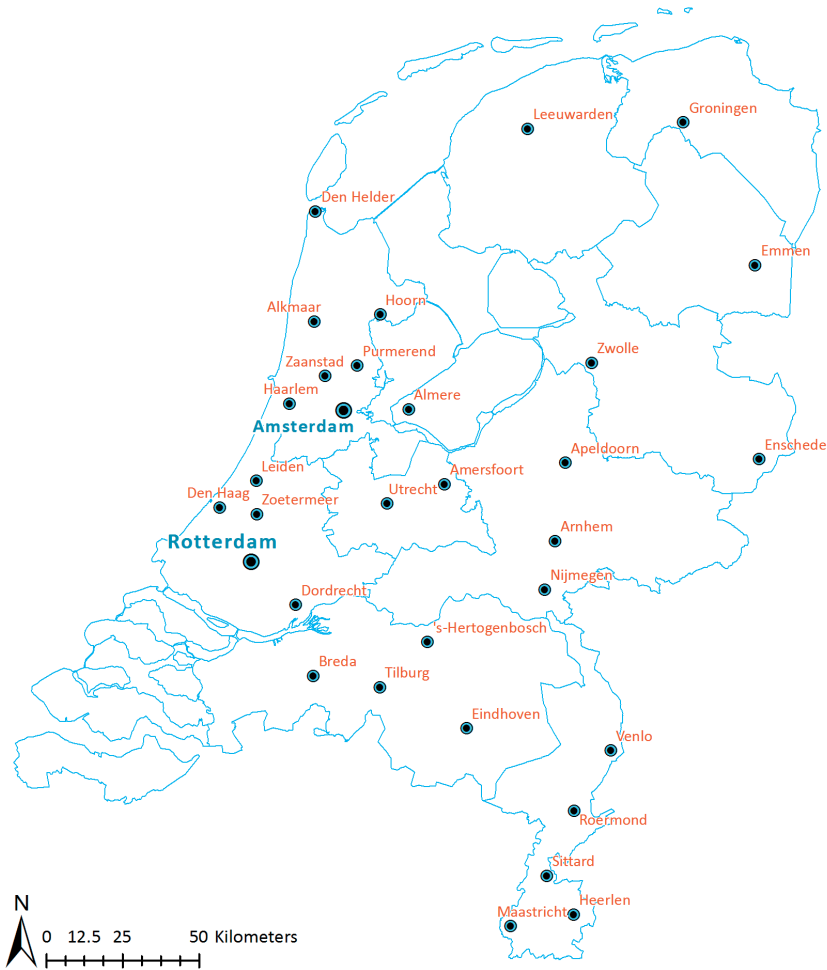 Leeuwarden
Groningen
Den Helder
Emmen
Hoorn
Alkmaar
Purmerend
Zwolle
Zaanstad
Haarlem
Almere
Amsterdam
Enschede
Apeldoorn
Leiden
Amersfoort
Den Haag
Zoetermeer
Utrecht
Arnhem
Rotterdam
Nijmegen
Dordrecht
's-Hertogenbosch
Breda
Tilburg
Eindhoven
Venlo
Roermond
Sittard
Heerlen
Maastricht
N
0 12.5 25 50 Kilometers